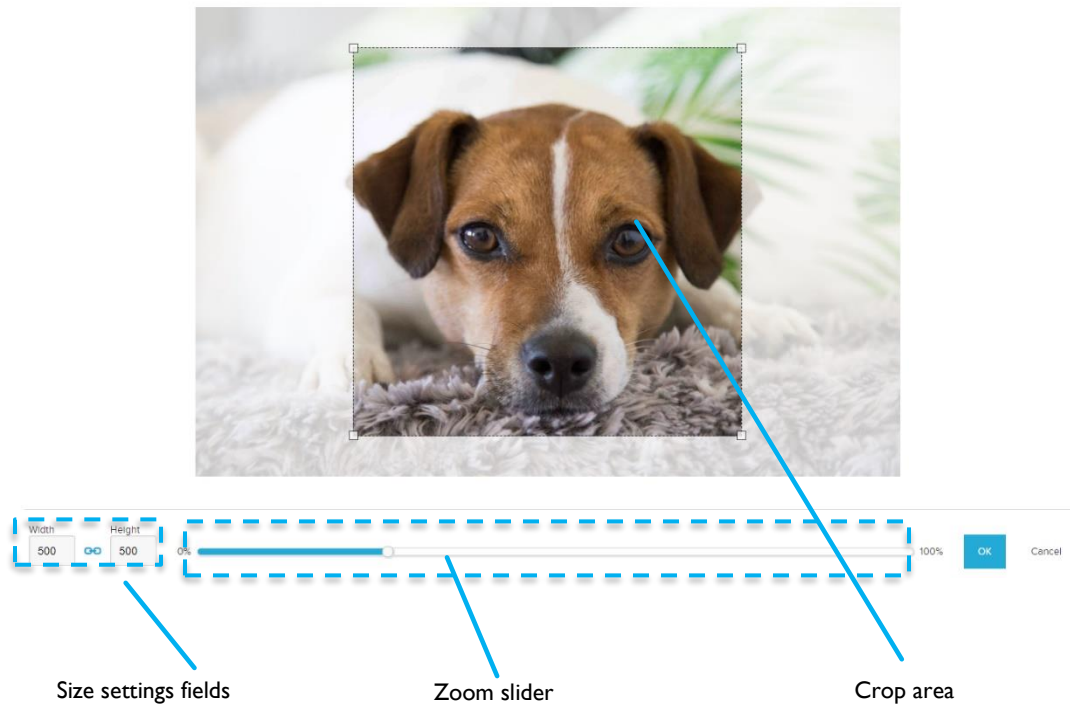 Width
Height
500
500
0%
100%
OK
Cancel
Size settings fields
Zoom slider
Crop area